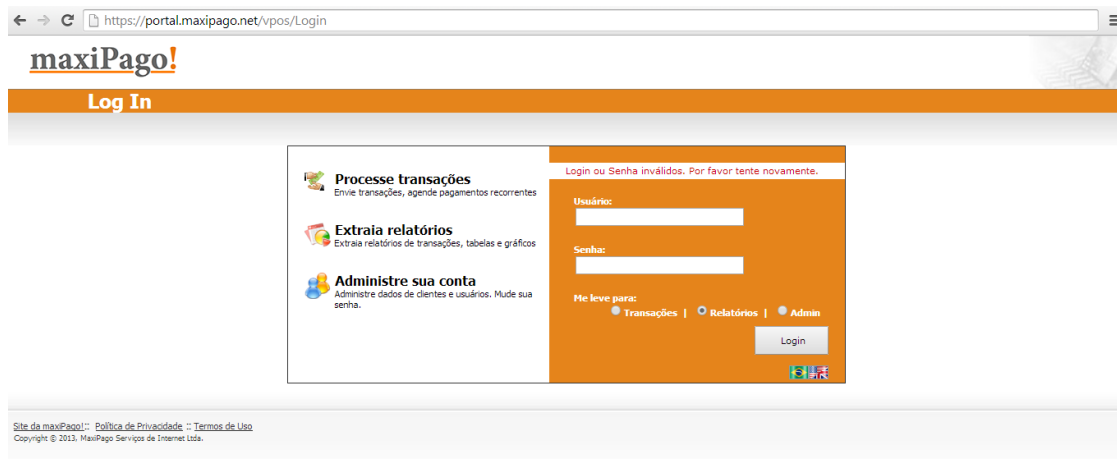 https://portal.maxipago.net/vpos/Login
maxiPago!
Log In
Processe transações
Envie transações, agende pagamentos recorrentes
Extraia relatórios
Extraia relatórios de transações, tabelas e gráficos
Administre sua conta
Administre dados de clientes e usuários. Mude sua
senha.
Login ou Senha inválidos. Por favor tente novamente.
Usuário:
Senha:
Me leve para:
Transações | Relatórios | Admin
Login
Site da maxiPago! :: Política de Privacidade :: Termos de Uso
Copyright © 2013, MaxiPago Serviços de Internet Ltda.